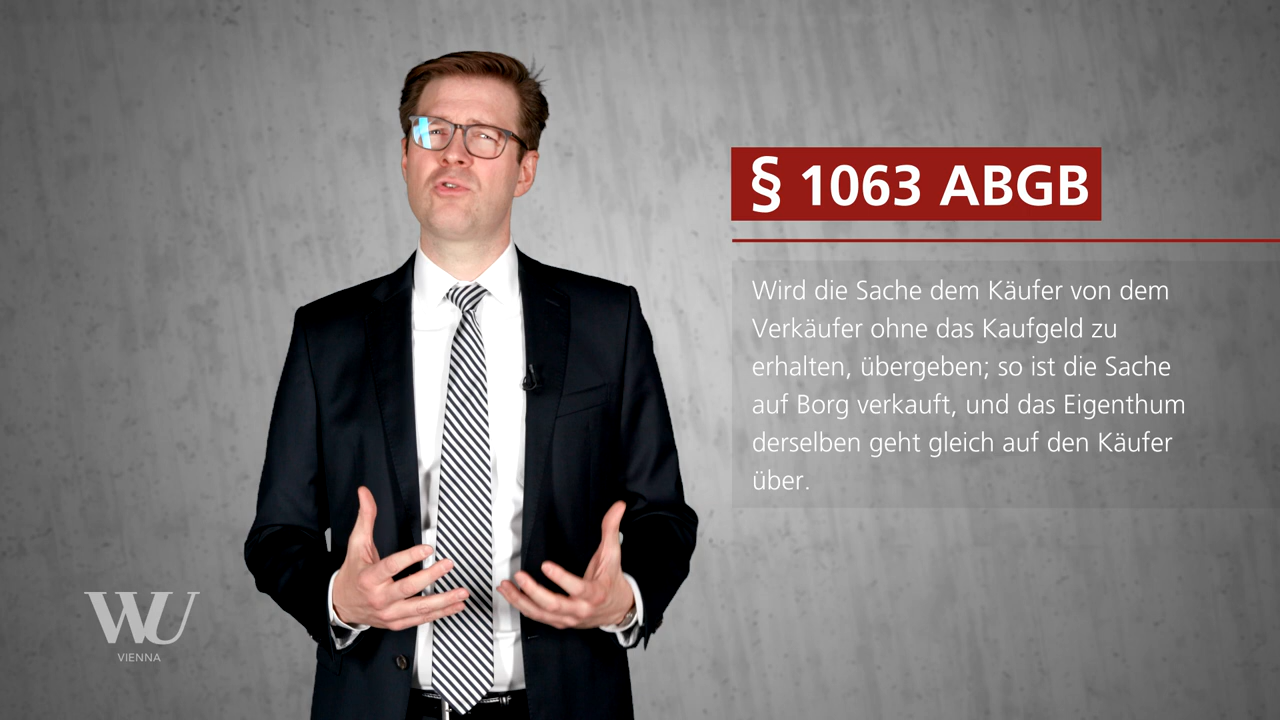 § 1063 ABGB
Wird die Sache dem Käufer von dem
Verkäufer ohne das Kaufgeld zu
erhalten, übergeben; so ist die Sache
auf Borg verkauft, und das Eigenthum
derselben geht gleich auf den Käufer
über.
WU
VIENNA